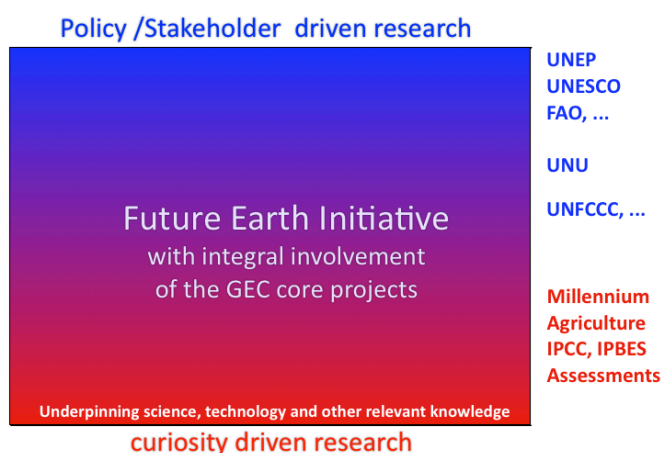 Policy /Stakeholder driven research
UNEP
UNESCO
FAO, ...
UNU
UNFCCC, ...
Future Earth Initiative
with integral involvement
of the GEC core projects
Millennium
Agriculture
IPCC, IPBES
Assessments
Underpinning science, technology and other relevant knowledge
curiosity driven research